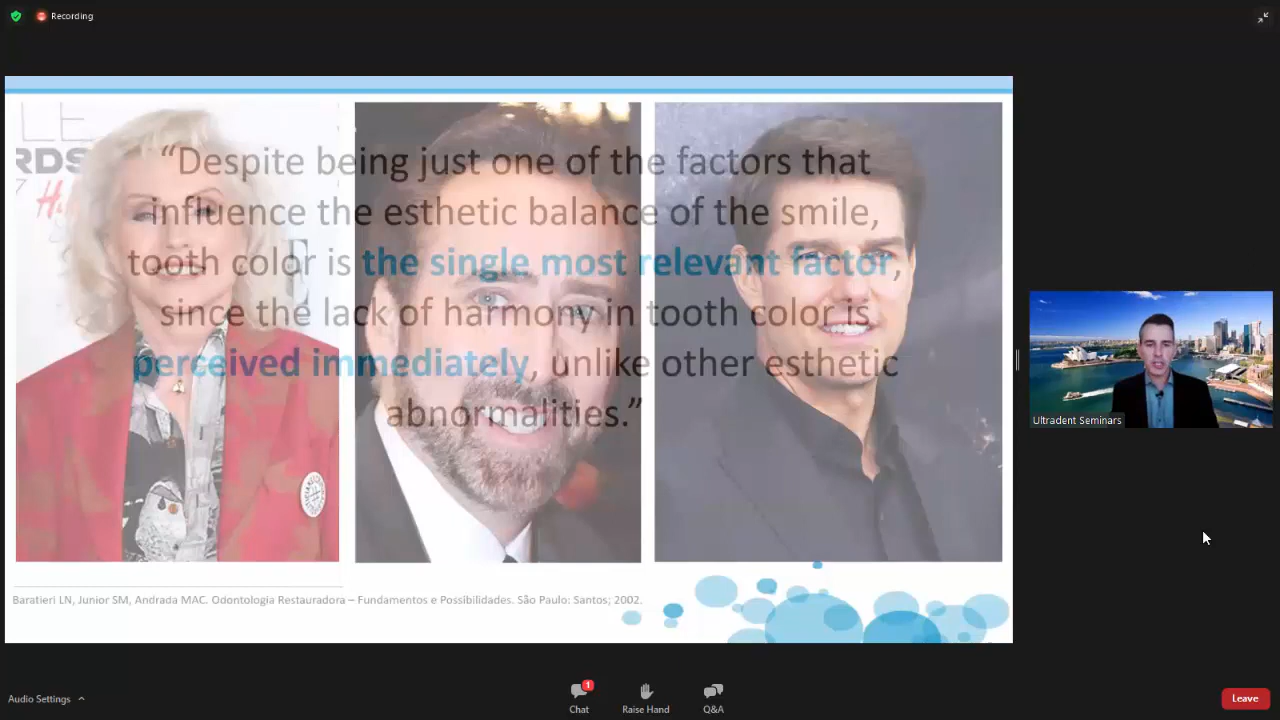 Recording
LE
RDS
7 H
“Despite being just one of the factors that
influence the esthetic balance of the smile,
tooth color is the single most relevant factor,
since the lack of harmony in tooth color is
perceived immediately, unlike other esthetic
abnormalities.”
Baratieri LN, Junior SM, Andrada MAC. Odontologia Restauradora – Fundamentos e Possibilidades. São Paulo: Santos; 2002.
Ultradent Seminars
Audio Settings
1
Chat
Raise Hand
Q&A
Leave